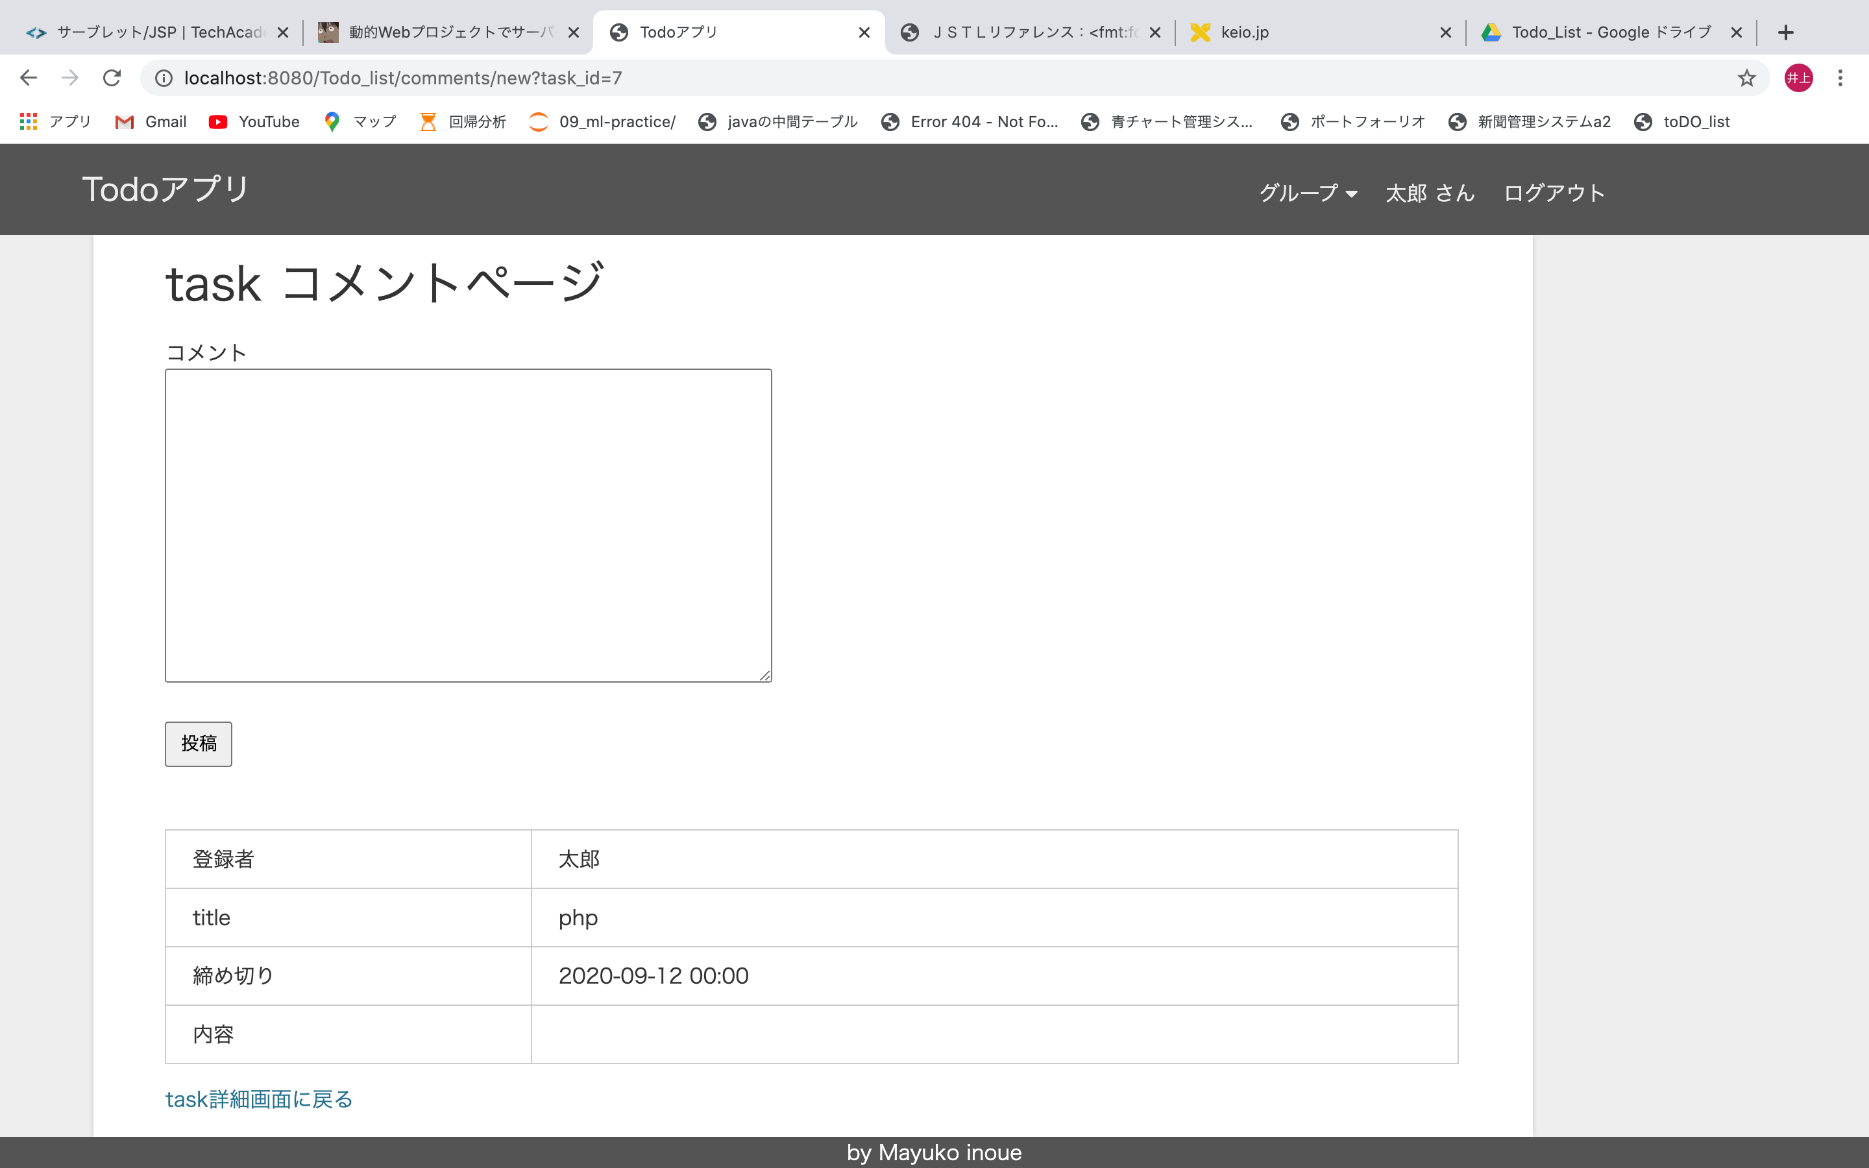 サーブレット/JSP | TechAcad
動的Webプロジェクトでサーバ
Todoアプリ
ＪＳＴＬリファレンス：<fmt:fo
keio.jp
Todo_List - Google ドライブ
localhost:8080/Todo_list/comments/new?task_id=7
井上
アプリ
Gmail
YouTube
マップ
回帰分析
09_ml-practice/
javaの中間テーブル
Error 404 - Not Fo...
青チャート管理シス...
ポートフォーリオ
新聞管理システムa2
toDO_list
Todoアプリ
グループ
太郎 さん
ログアウト
task コメントページ
コメント
投稿
登録者 太郎
title php
締め切り 2020-09-12 00:00
内容
task詳細画面に戻る
by Mayuko inoue